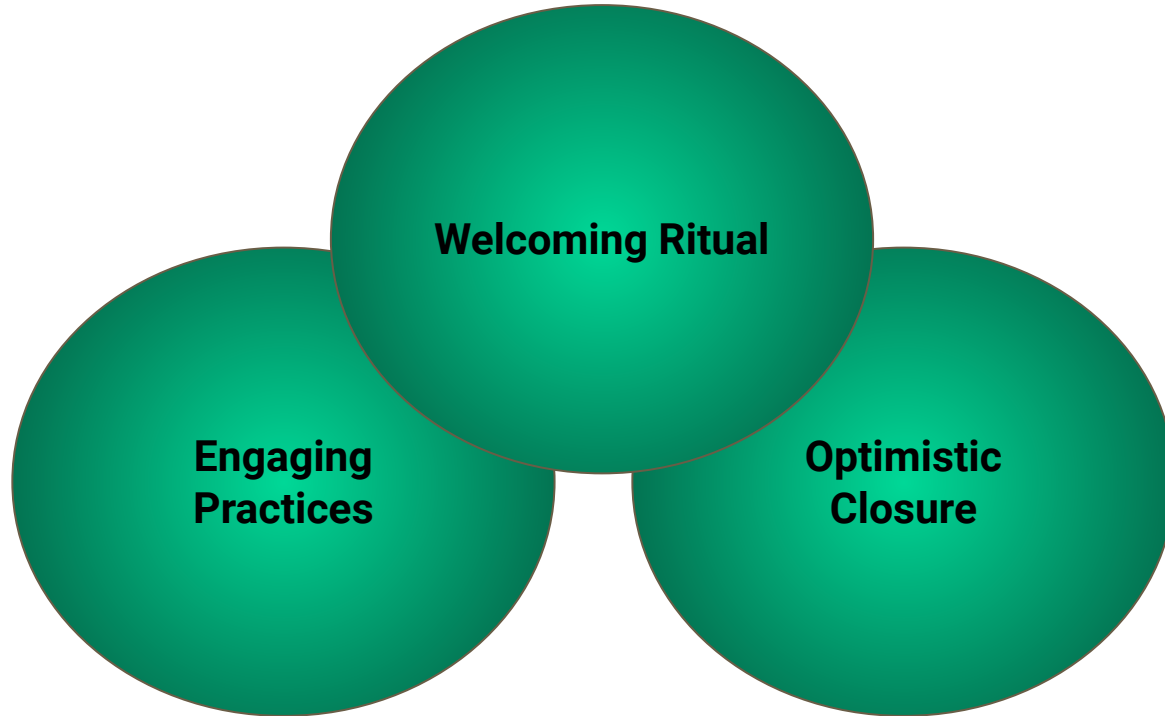 Welcoming Ritual
Engaging
Practices
Optimistic
Closure